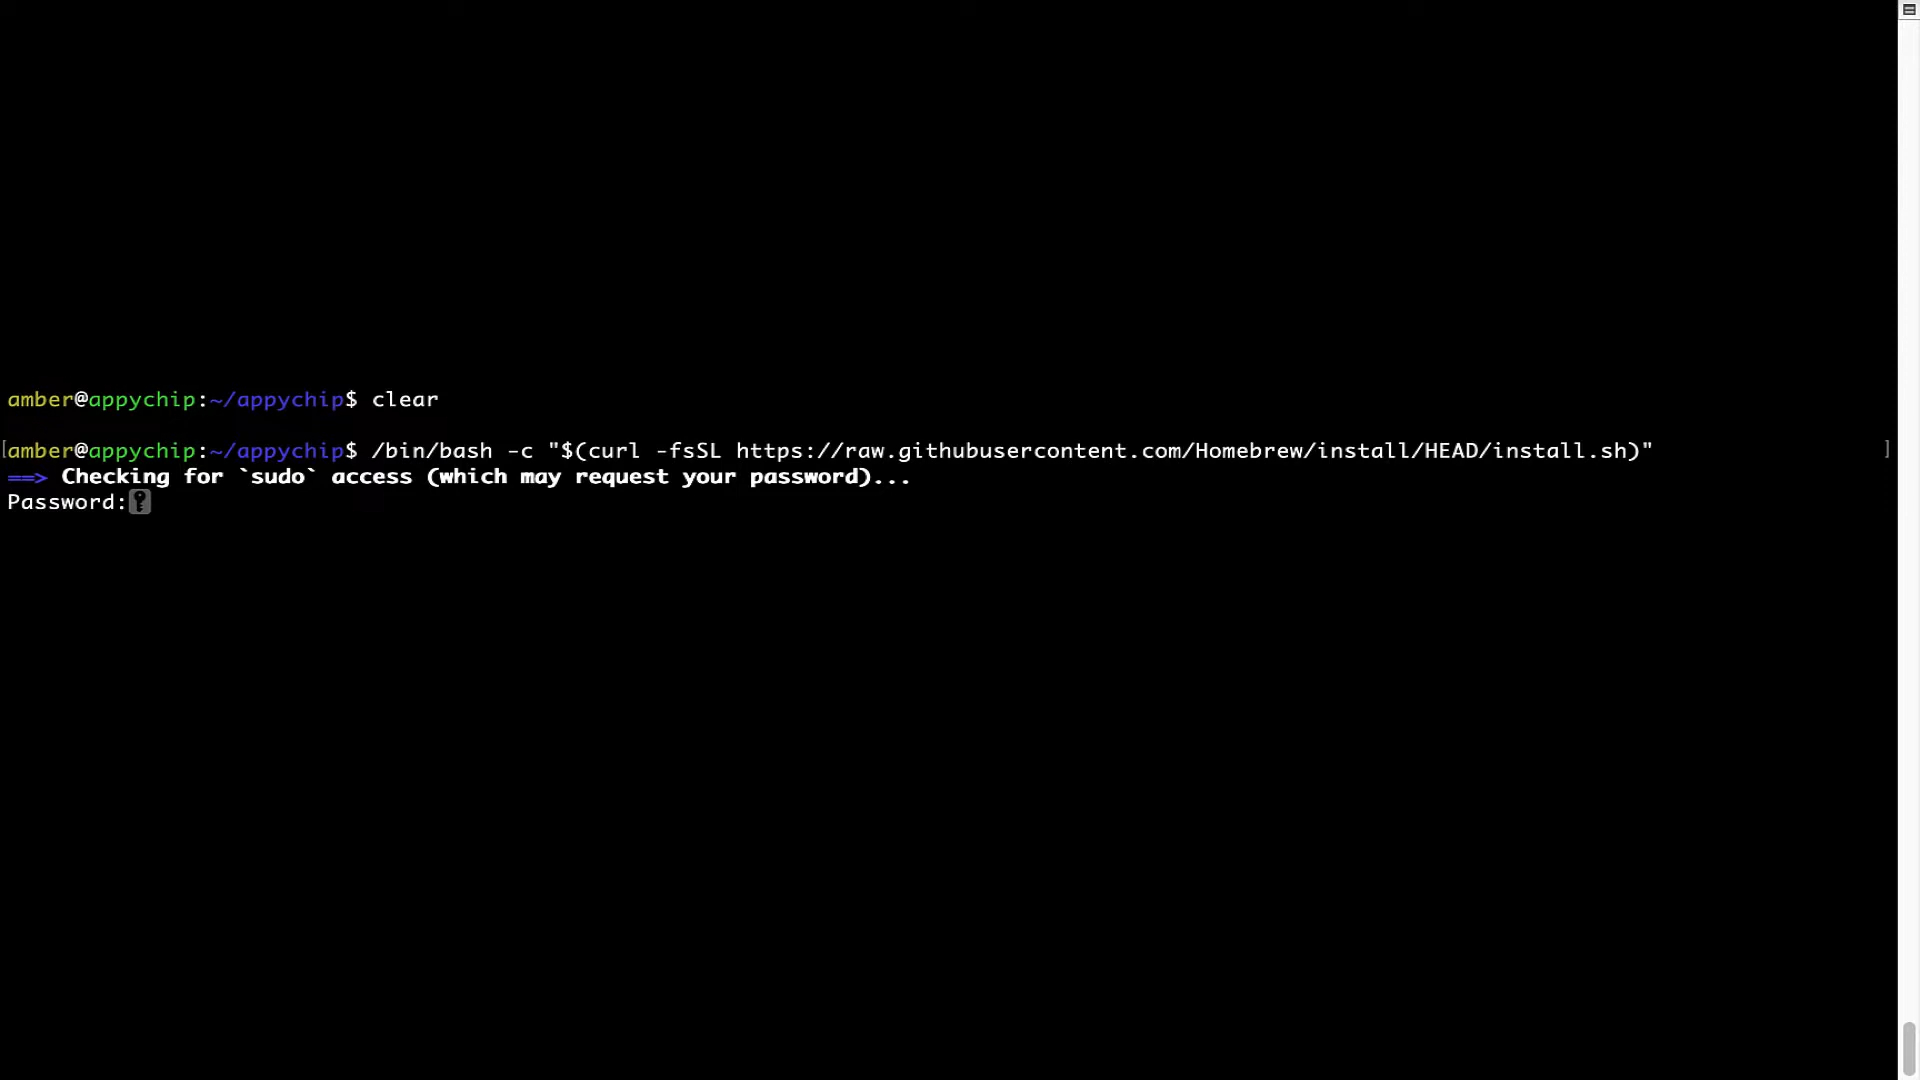 amber@appychip:~/appychip$ clear
[amber@appychip:~/appychip$ /bin/bash -c "$(curl -fsSL https://raw.githubusercontent.com/Homebrew/install/HEAD/install.sh)" ]
==> Checking for `sudo` access (which may request your password)...
Password: